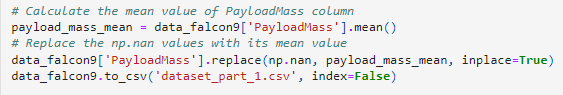 # Calculate the mean value of PayloadMass column
payload_mass_mean = data_falcon9['PayloadMass'].mean()
# Replace the np.nan values with its mean value
data_falcon9['PayloadMass'].replace(np.nan, payload_mass_mean, inplace=True)
data_falcon9.to_csv('dataset_part_1.csv', index=False)